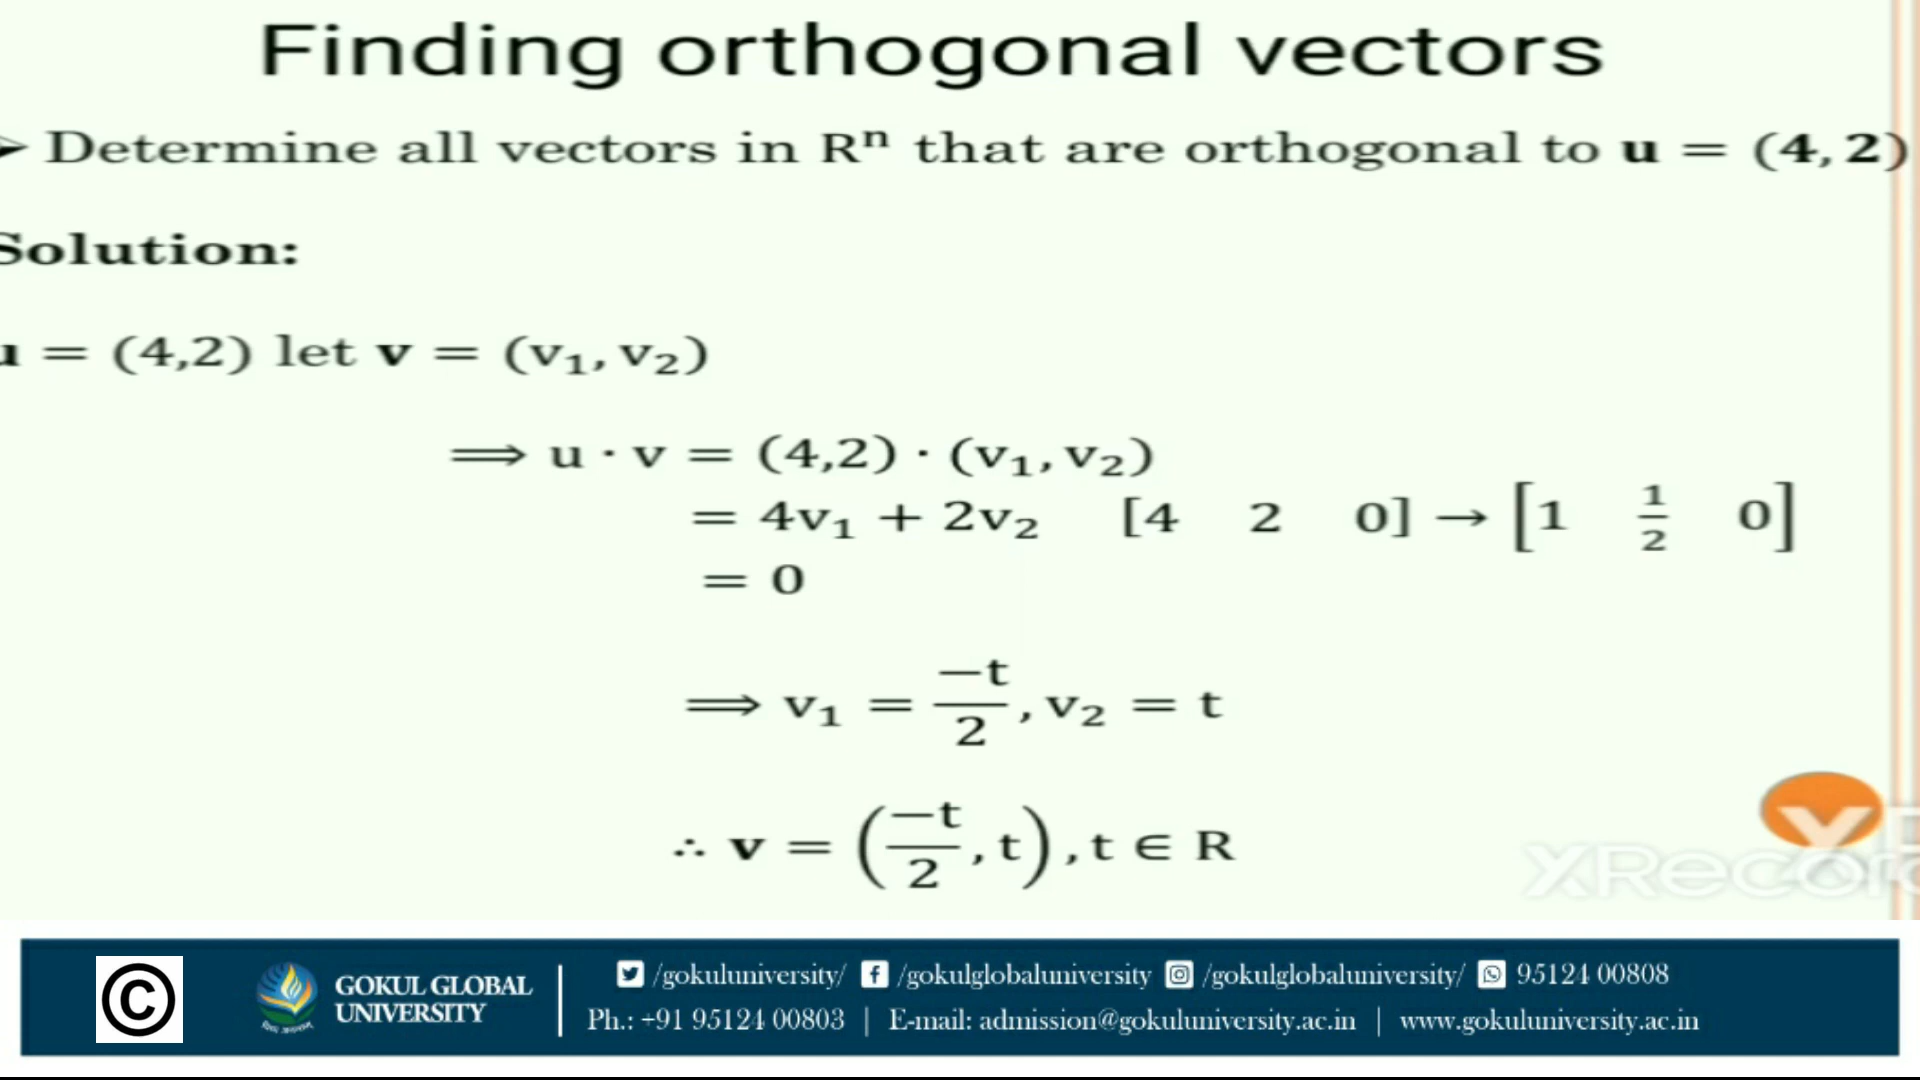 Finding orthogonal vectors
➢ Determine all vectors in Rⁿ that are orthogonal to u = (4, 2)
Solution:
u = (4,2) let v = (v₁, v₂)
⟹ u · v = (4,2) · (v₁, v₂)
= 4v₁ + 2v₂ [4 2 0] → [1 1/2 0]
= 0
⟹ v₁ = −t/2, v₂ = t
∴ v = (−t/2, t), t ∈ R
XRecor
©
GOKUL GLOBAL
UNIVERSITY
/gokuluniversity/ /gokulglobaluniversity /gokulglobaluniversity/ 95124 00808
Ph.: +91 95124 00803 | E-mail: admission@gokuluniversity.ac.in | www.gokuluniversity.ac.in